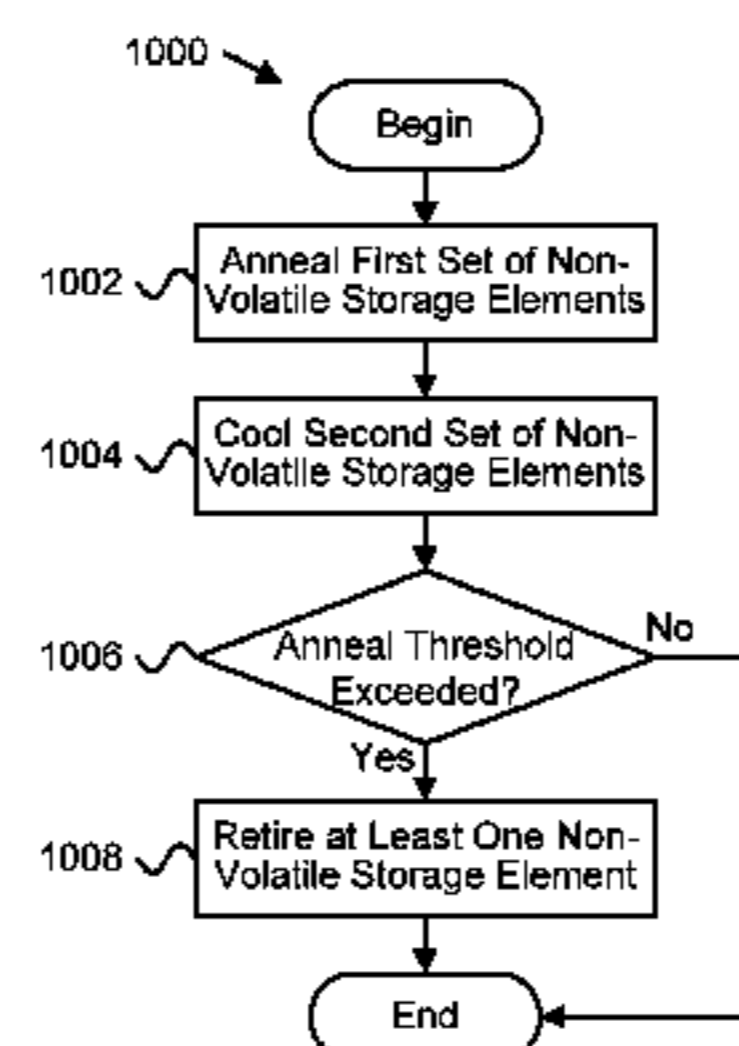 1000
Begin
1002
Anneal First Set of Non-
Volatile Storage Elements
1004
Cool Second Set of Non-
Volatile Storage Elements
1006
Anneal Threshold
Exceeded?
No
Yes
1008
Retire at Least One Non-
Volatile Storage Element
End